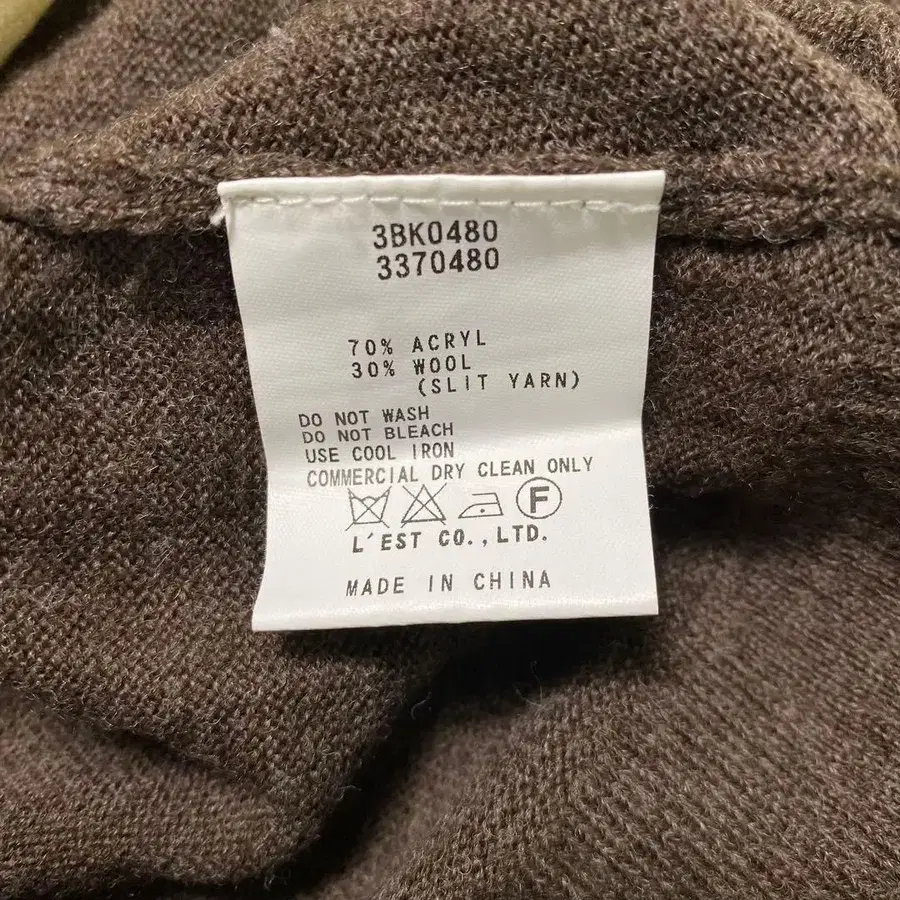 3BK0480
3370480
70% ACRYL
30% WOOL
(SLIT YARN)
DO NOT WASH
DO NOT BLEACH
USE COOL IRON
COMMERCIAL DRY CLEAN ONLY
F
L'EST CO.,LTD.
MADE IN CHINA